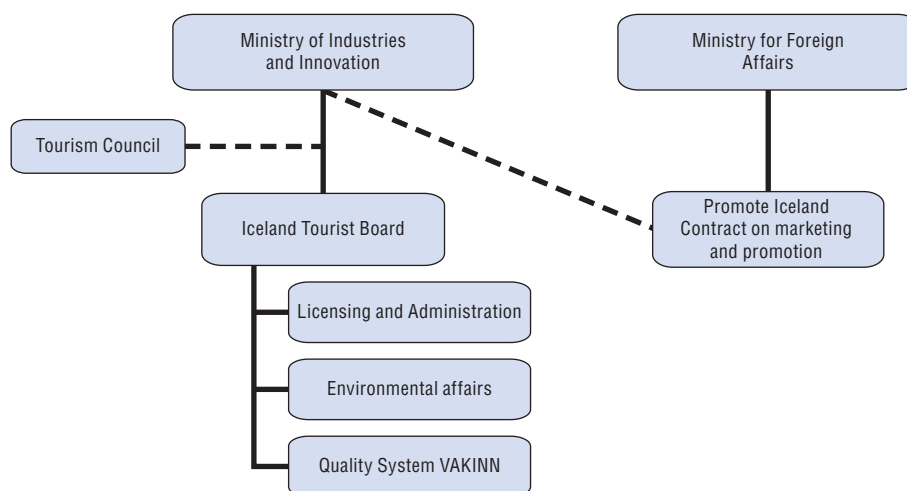 Ministry of Industries
and Innovation
Ministry for Foreign
Affairs
Tourism Council
Iceland Tourist Board
Promote Iceland
Contract on marketing
and promotion
Licensing and Administration
Environmental affairs
Quality System VAKINN